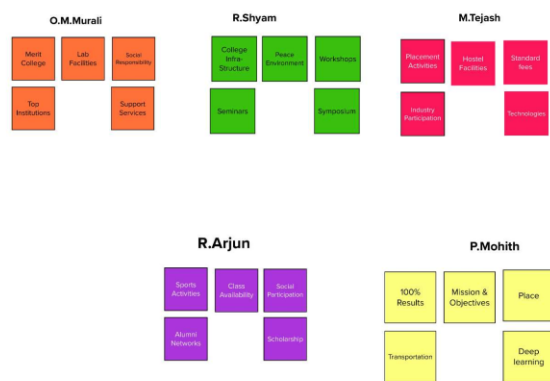 O.M.Murali
Merit
College
Lab
Facilities
Social
Responsibility
Top
Institutions
Support
Services
R.Shyam
College
Infra-
Structure
Peace
Environment
Workshops
Seminars
Symposium
M.Tejash
Placement
Activities
Hostel
Facilities
Standard
fees
Industry
Participation
Technologies
R.Arjun
Sports
Activities
Class
Availability
Social
Participation
Alumni
Networks
Scholarship
P.Mohith
100%
Results
Mission &
Objectives
Place
Transportation
Deep
learning